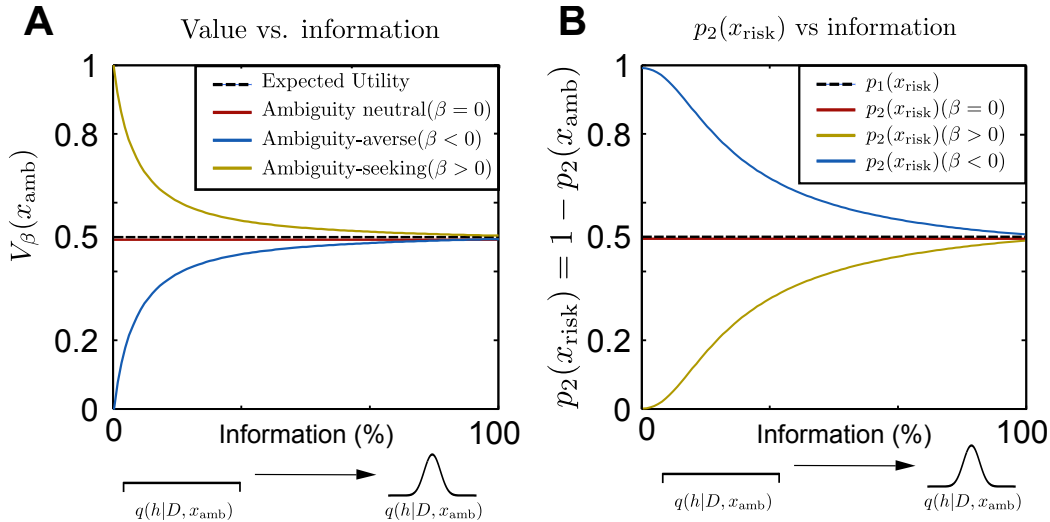 A
Value vs. information
1
0.8
0.5
0.2
0
V_β(x_amb)
Expected Utility
Ambiguity neutral(β = 0)
Ambiguity-averse(β < 0)
Ambiguity-seeking(β > 0)
0
Information (%)
100
q(h|D, x_amb)
q(h|D, x_amb)
B
p_2(x_risk) vs information
1
0.8
0.5
0.2
0
p_2(x_risk) = 1 − p_2(x_amb)
p_1(x_risk)
p_2(x_risk)(β = 0)
p_2(x_risk)(β > 0)
p_2(x_risk)(β < 0)
0
Information (%)
100
q(h|D, x_amb)
q(h|D, x_amb)